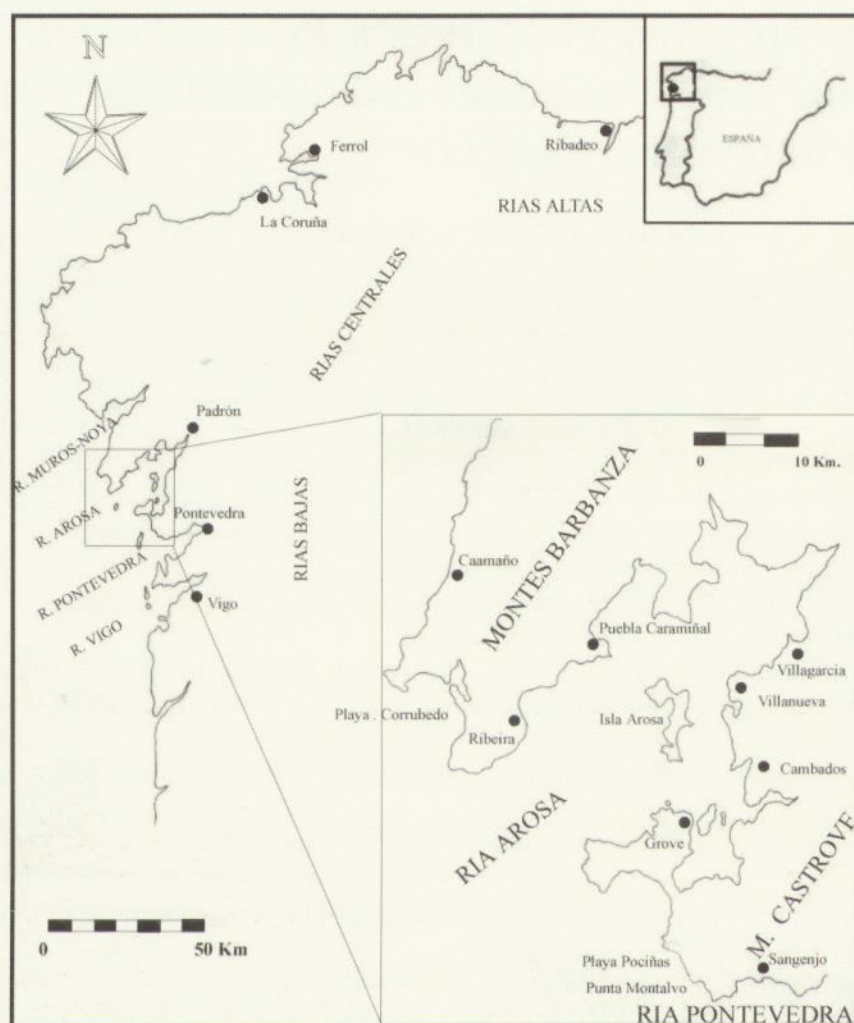 N
Ferrol
Ribadeo
ESPAÑA
La Coruña
RIAS ALTAS
RIAS CENTRALES
Padrón
R. MUROS-NOYA
R. AROSA
Pontevedra
R. PONTEVEDRA
Vigo
R. VIGO
RIAS BAJAS
0 50 Km
0 10 Km.
MONTES BARBANZA
Caamaño
Puebla Caramiñal
Villagarcia
Villanueva
Playa . Corrubedo
Ribeira
Isla Arosa
Cambados
RIA AROSA
Grove
M. CASTROVE
Playa Pociñas
Sangenjo
Punta Montalvo
RIA PONTEVEDRA